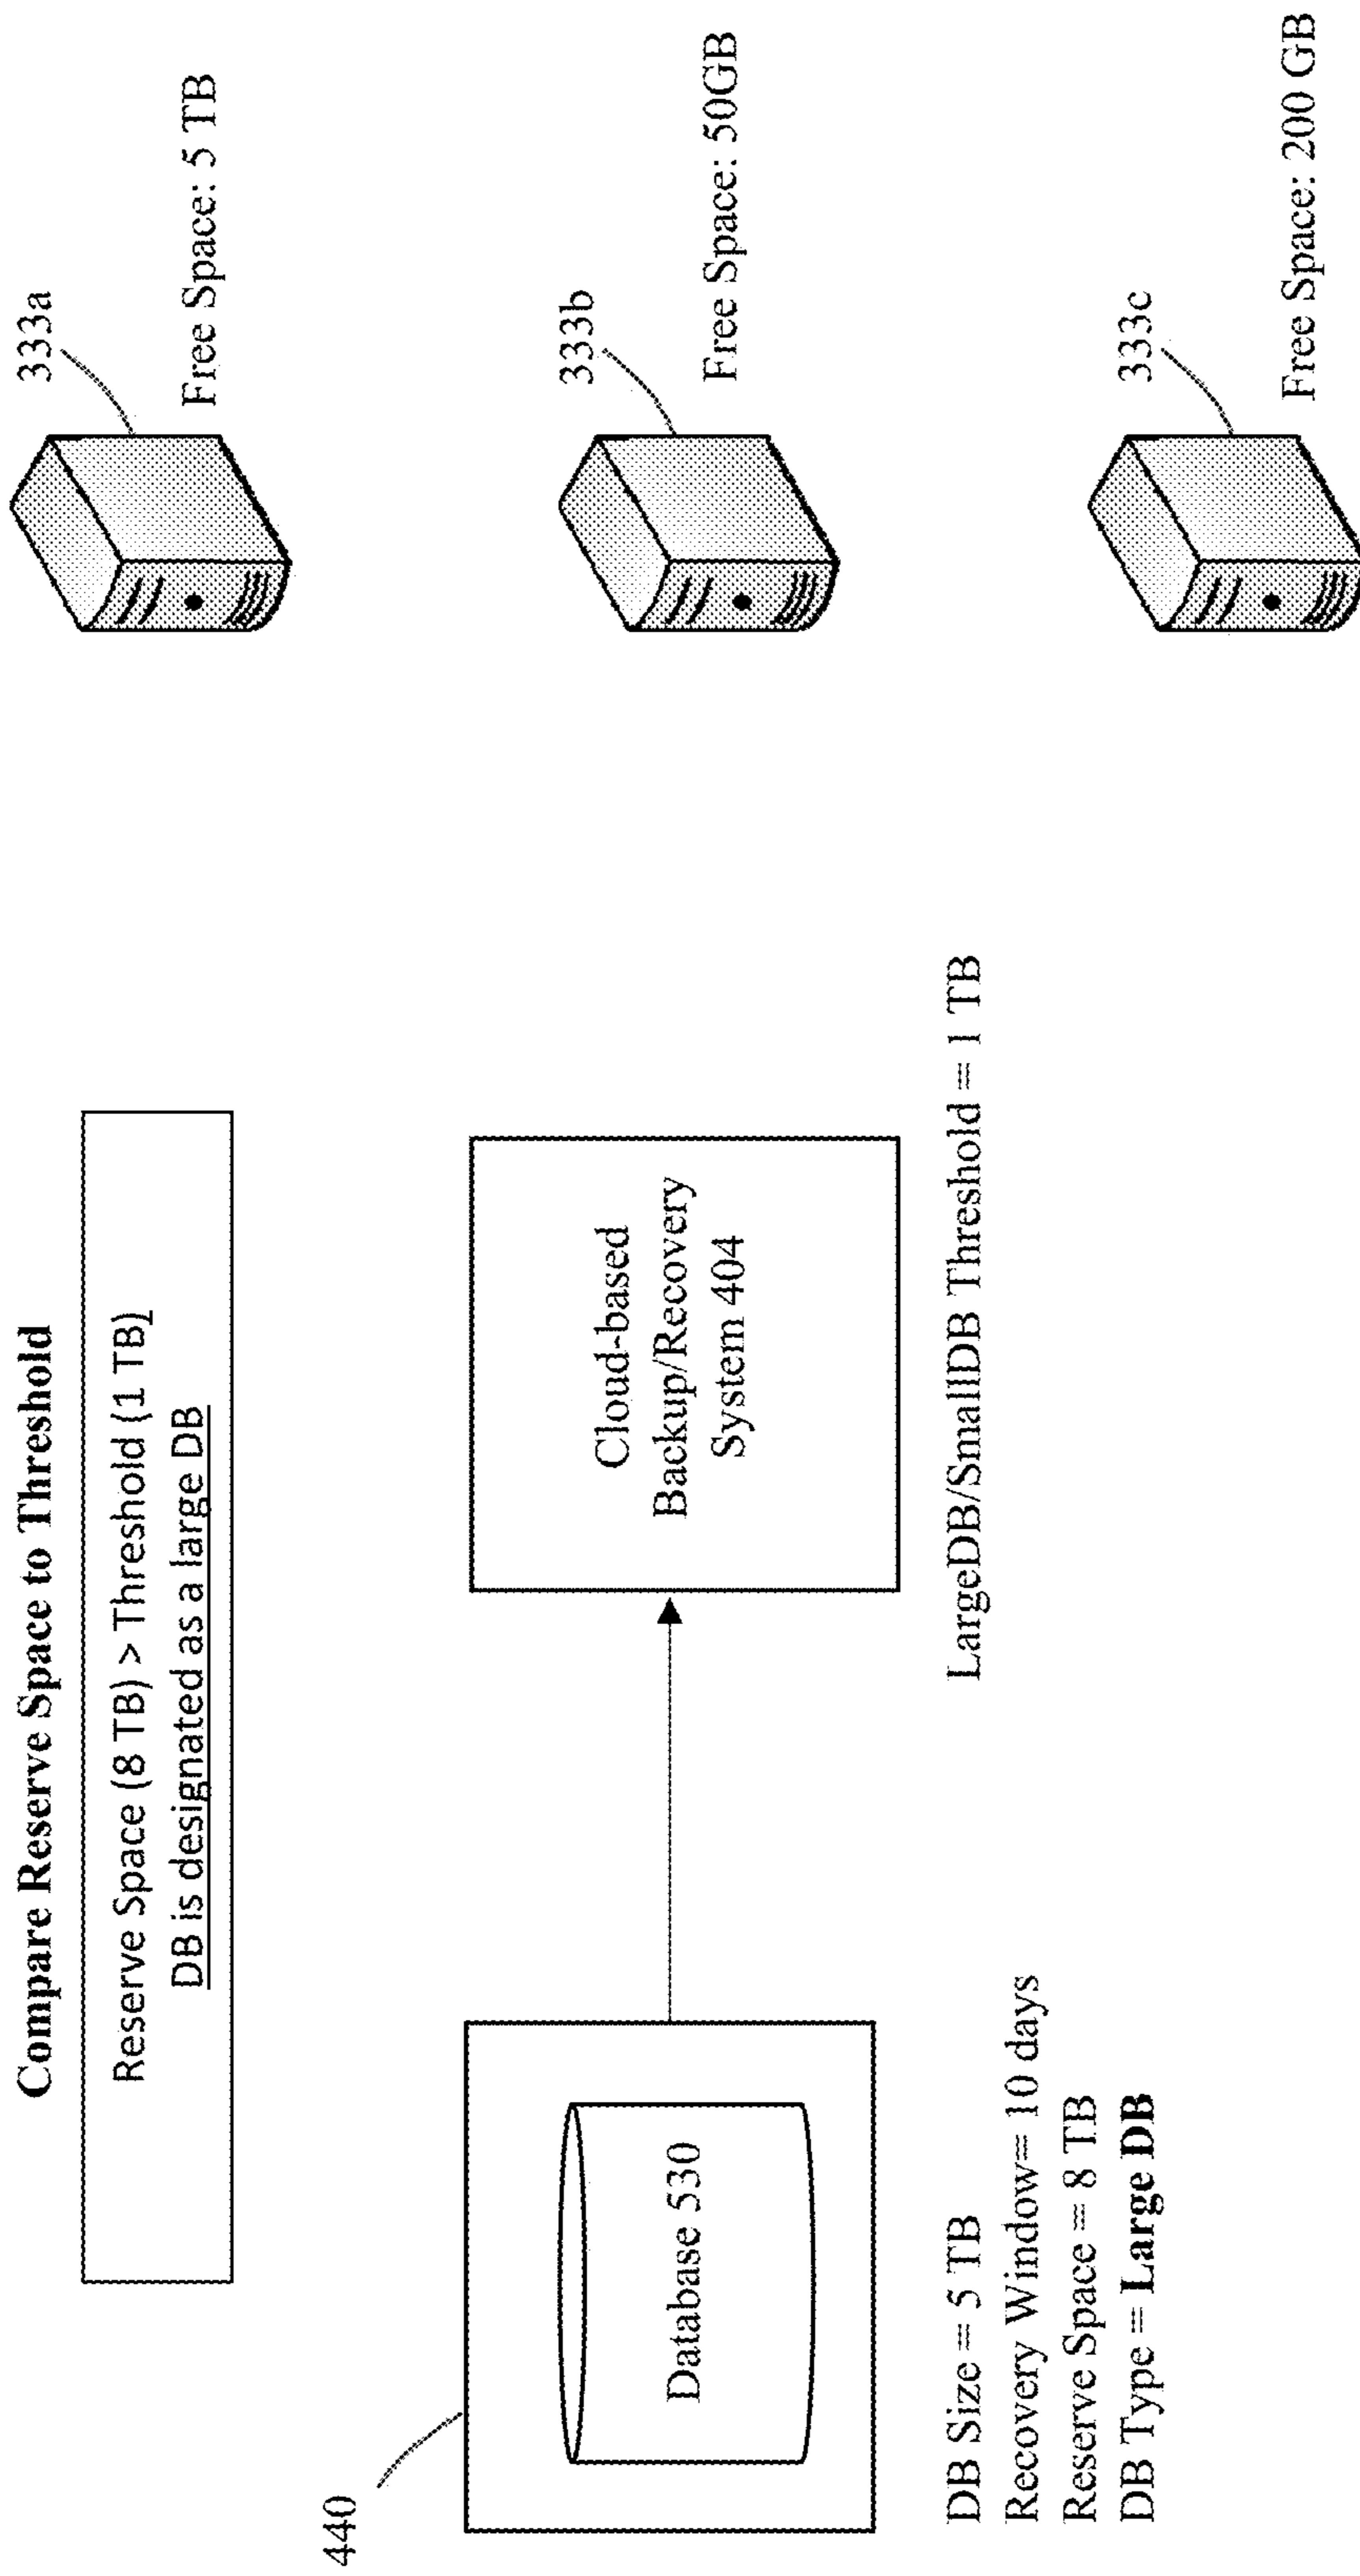 Compare Reserve Space to Threshold
Reserve Space (8 TB) > Threshold (1 TB)
DB is designated as a large DB
440
Database 530
DB Size = 5 TB
Recovery Window= 10 days
Reserve Space = 8 TB
DB Type = Large DB
Cloud-based
Backup/Recovery
System 404
LargeDB/SmallDB Threshold = 1 TB
333a
Free Space: 5 TB
333b
Free Space: 50GB
333c
Free Space: 200 GB